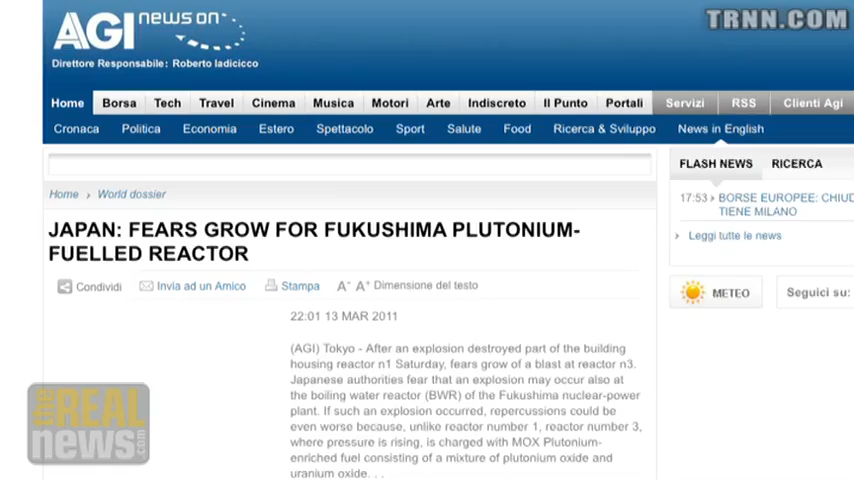 TRNN.COM
AGI news on
Direttore Responsabile: Roberto Iadicicco
Home Borsa Tech Travel Cinema Musica Motori Arte Indiscreto Il Punto Portali Servizi RSS Clienti Agi
Cronaca Politica Economia Estero Spettacolo Sport Salute Food Ricerca & Sviluppo News in English
FLASH NEWS RICERCA
17:53 › BORSE EUROPEE: CHIUD
TIENE MILANO
› Leggi tutte le news
METEO
Seguici su:
Home › World dossier
JAPAN: FEARS GROW FOR FUKUSHIMA PLUTONIUM-
FUELLED REACTOR
Condividi Invia ad un Amico Stampa A- A+ Dimensione del testo
22:01 13 MAR 2011
(AGI) Tokyo - After an explosion destroyed part of the building
housing reactor n1 Saturday, fears grow of a blast at reactor n3.
Japanese authorities fear that an explosion may occur also at
the boiling water reactor (BWR) of the Fukushima nuclear-power
plant. If such an explosion occurred, repercussions could be
even worse because, unlike reactor number 1, reactor number 3,
where pressure is rising, is charged with MOX Plutonium-
enriched fuel consisting of a mixture of plutonium oxide and
uranium oxide. . .
the REAL
news.com